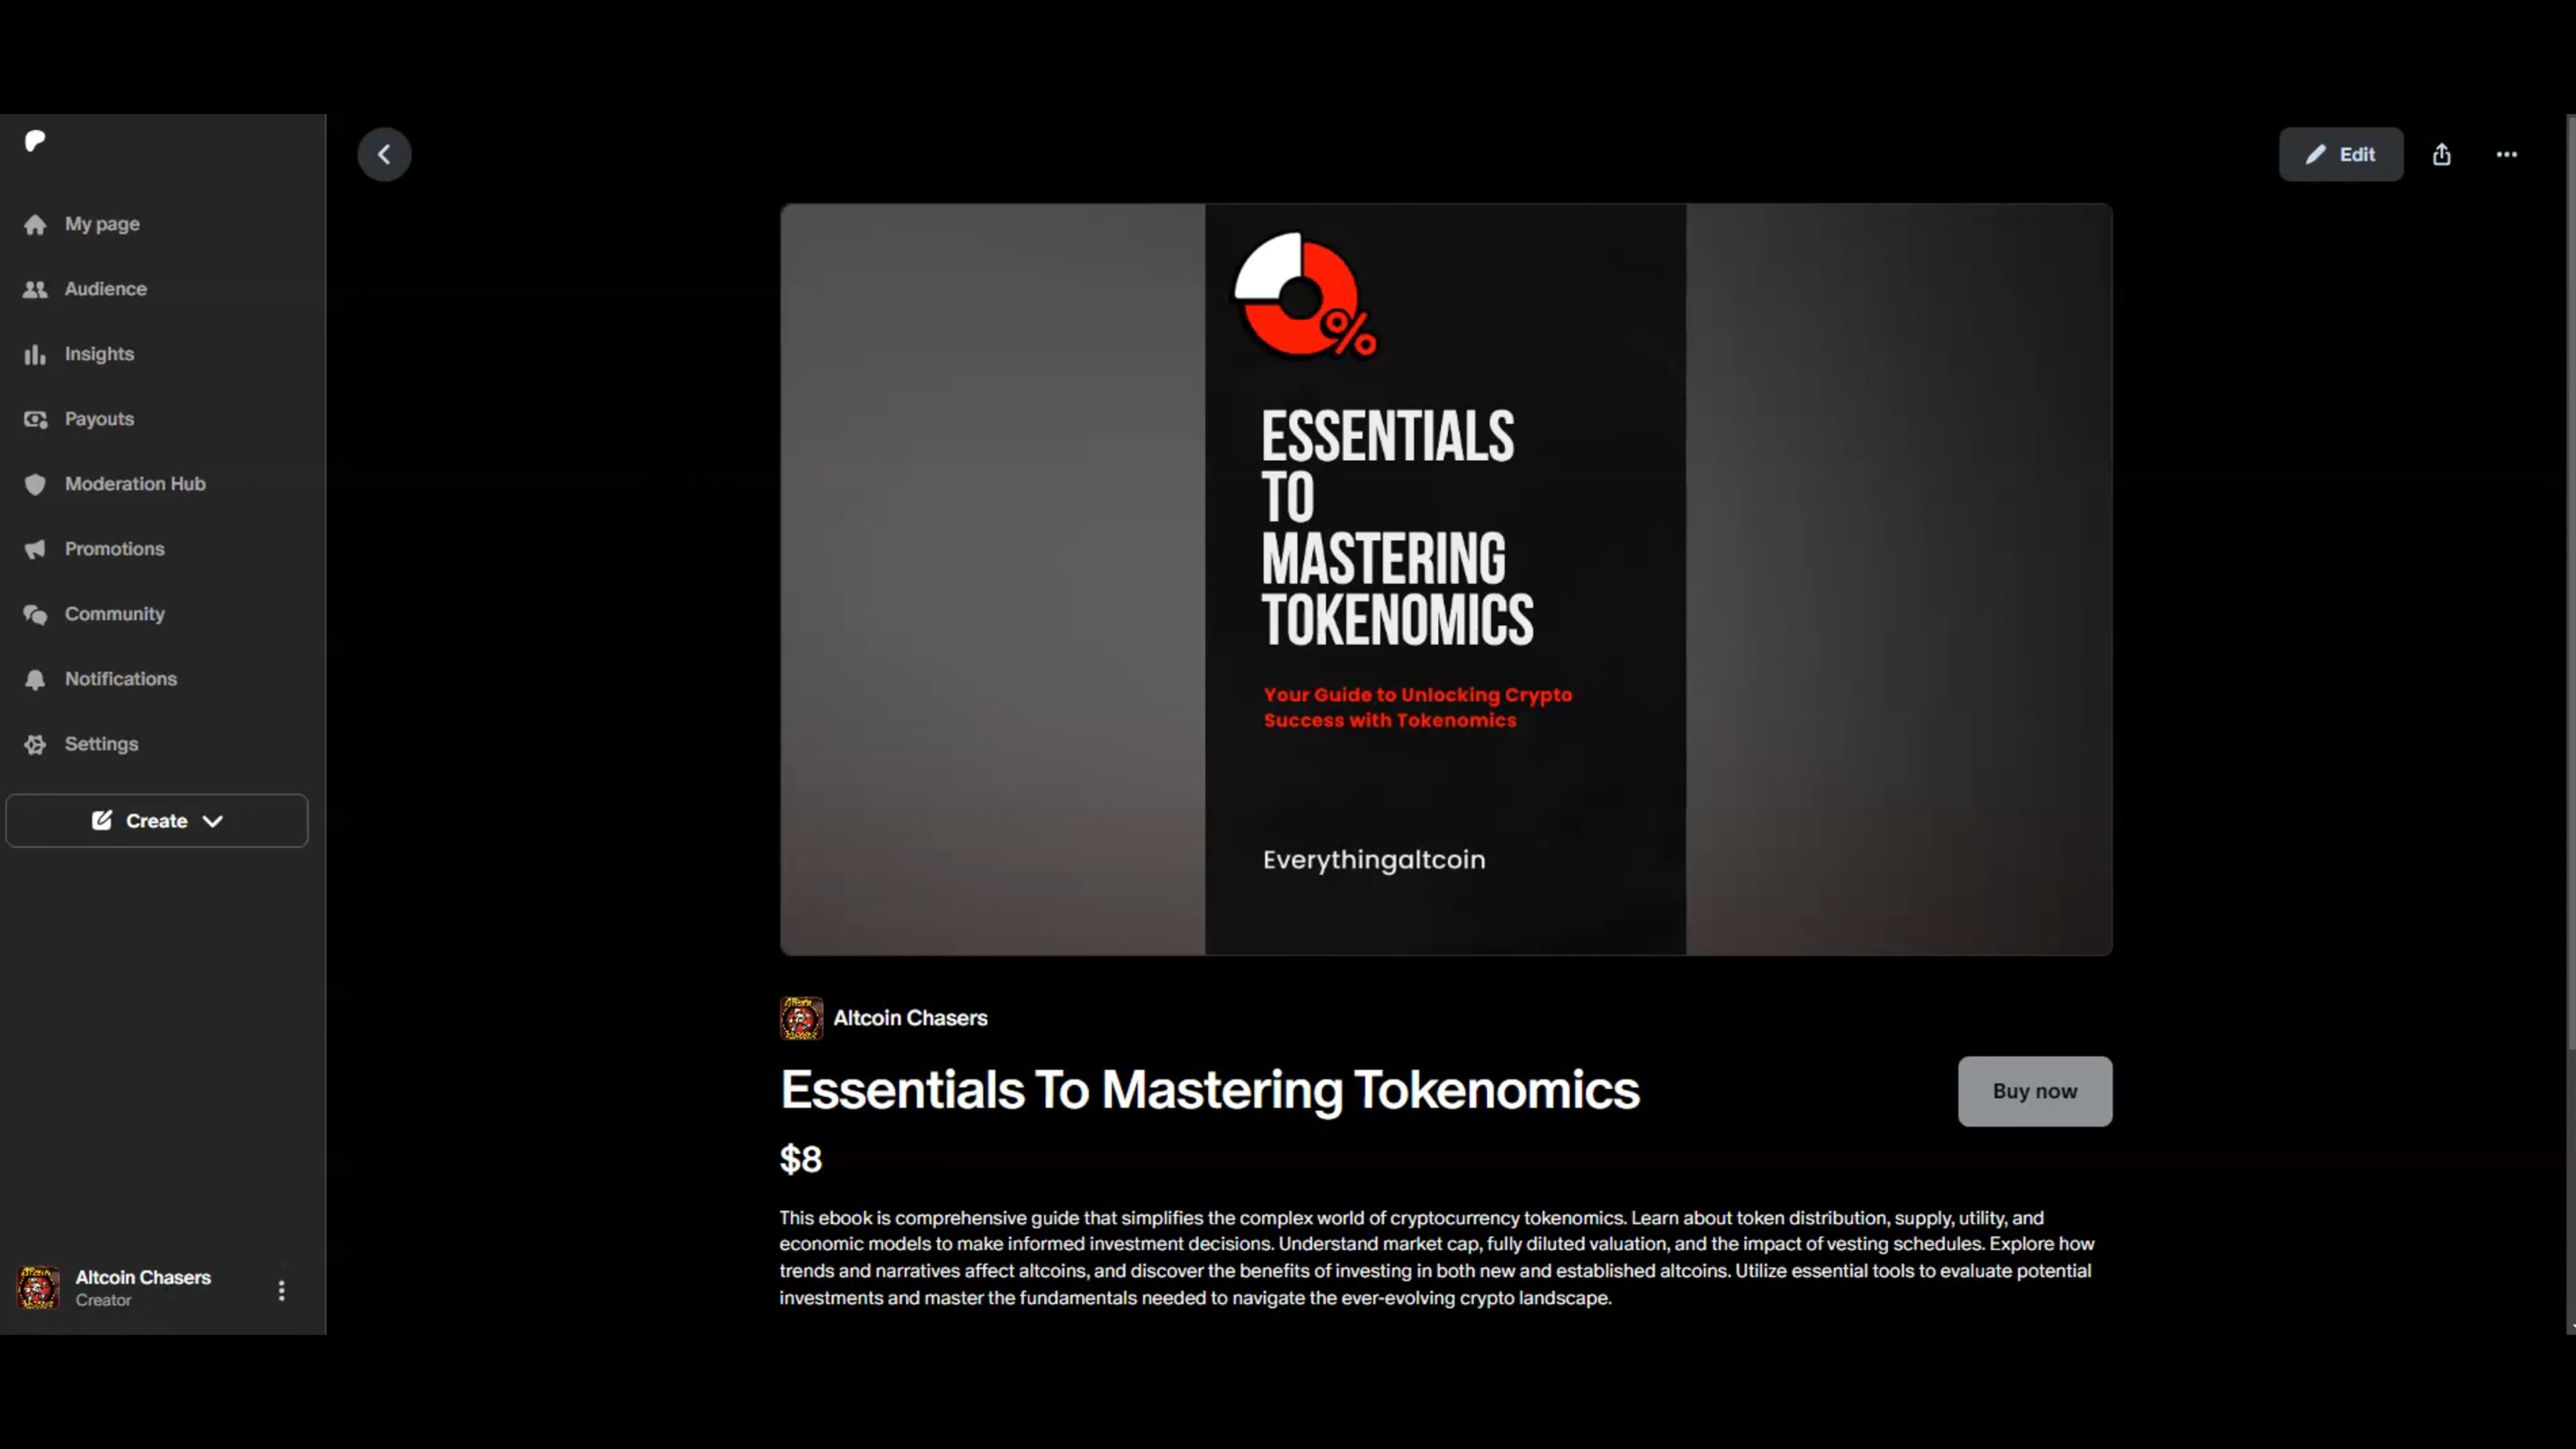 My page
Audience
Insights
Payouts
Moderation Hub
Promotions
Community
Notifications
Settings
Create
Altcoin Chasers
Creator
Edit
%
ESSENTIALS
TO
MASTERING
TOKENOMICS
Your Guide to Unlocking Crypto
Success with Tokenomics
Everythingaltcoin
Altcoin Chasers
Essentials To Mastering Tokenomics
Buy now
$8
This ebook is comprehensive guide that simplifies the complex world of cryptocurrency tokenomics. Learn about token distribution, supply, utility, and
economic models to make informed investment decisions. Understand market cap, fully diluted valuation, and the impact of vesting schedules. Explore how
trends and narratives affect altcoins, and discover the benefits of investing in both new and established altcoins. Utilize essential tools to evaluate potential
investments and master the fundamentals needed to navigate the ever-evolving crypto landscape.